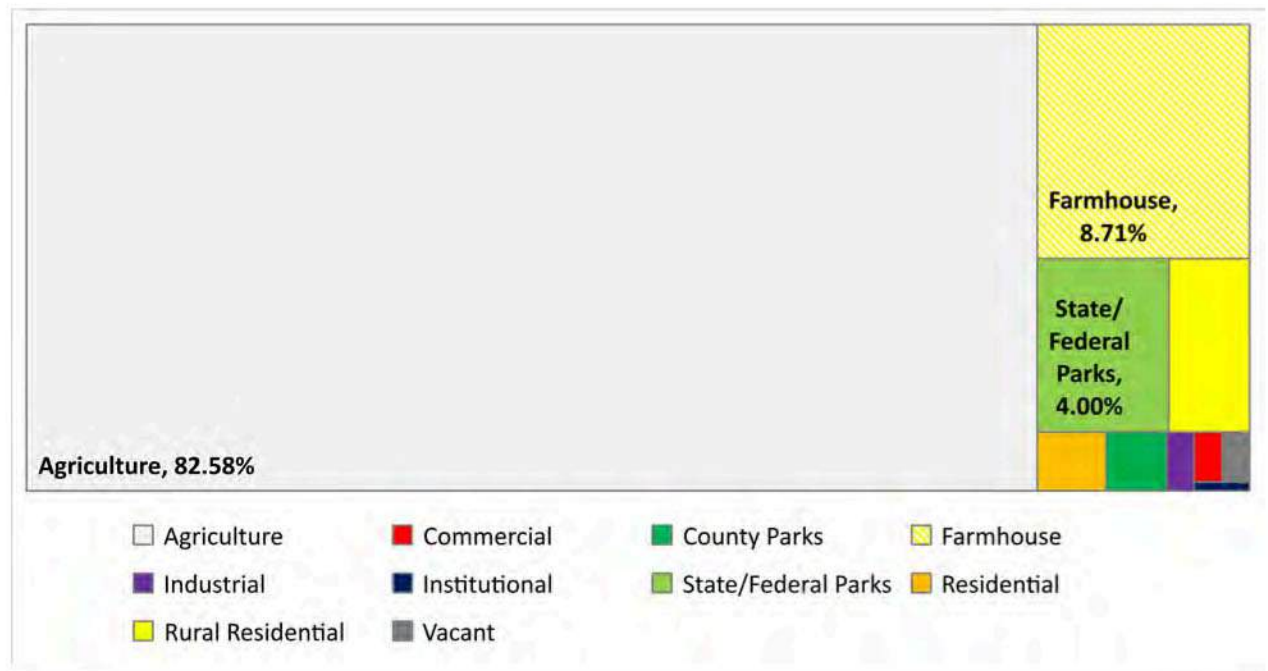 Farmhouse,
8.71%
State/
Federal
Parks,
4.00%
Agriculture, 82.58%
Agriculture
Commercial
County Parks
Farmhouse
Industrial
Institutional
State/Federal Parks
Residential
Rural Residential
Vacant